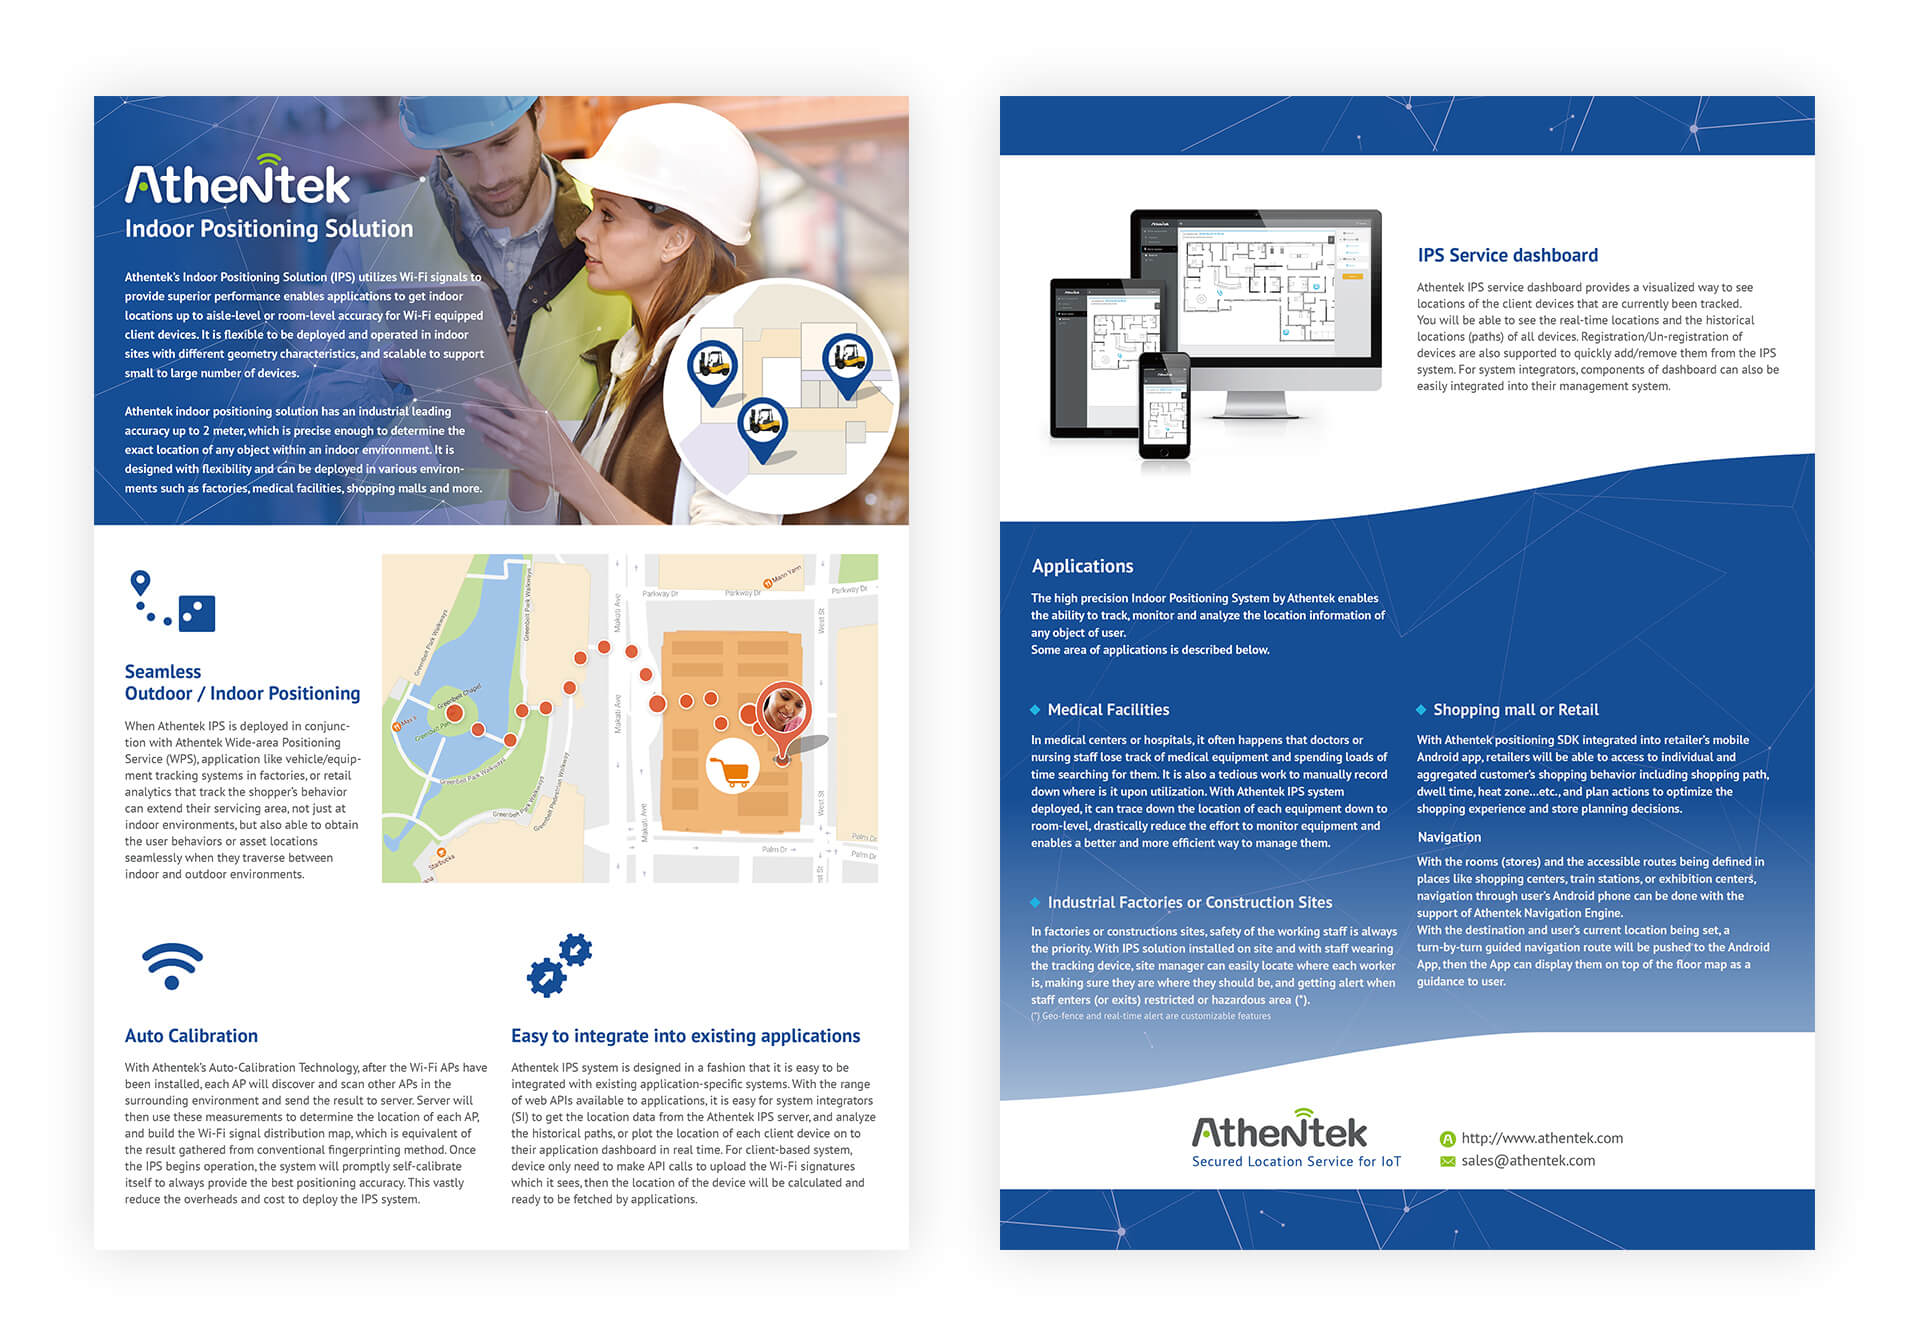 Athentek
Indoor Positioning Solution
Athentek's Indoor Positioning Solution (IPS) utilizes Wi-Fi signals to
provide superior performance enables applications to get indoor
locations up to aisle-level or room-level accuracy for Wi-Fi equipped
client devices. It is flexible to be deployed and operated in indoor
sites with different geometry characteristics, and scalable to support
small to large number of devices.
Athentek indoor positioning solution has an industrial leading
accuracy up to 2 meter, which is precise enough to determine the
exact location of any object within an indoor environment. It is
designed with flexibility and can be deployed in various environ-
ments such as factories, medical facilities, shopping malls and more.
Seamless
Outdoor / Indoor Positioning
When Athentek IPS is deployed in conjunc-
tion with Athentek Wide-area Positioning
Service (WPS), application like vehicle/equip-
ment tracking systems in factories, or retail
analytics that track the shopper's behavior
can extend their servicing area, not just at
indoor environments, but also able to obtain
the user behaviors or asset locations
seamlessly when they traverse between
indoor and outdoor environments.
Greenbelt Park Walkways
Greenbelt Park Walkways
Makati Ave
Parkway Dr
Parkway Dr
Mann Yann
Parkway Dr
West St
Max's
Greenbelt Chapel
Greenbelt Park
Makati Ave
Greenbelt Park Walkways
Greenbelt Park Walkways
Greenbelt Pedestrian Walkways
Makati Ave
West St
Starbucks
Palm Dr
Palm Dr
Palm Dr
Auto Calibration
With Athentek's Auto-Calibration Technology, after the Wi-Fi APs have
been installed, each AP will discover and scan other APs in the
surrounding environment and send the result to server. Server will
then use these measurements to determine the location of each AP,
and build the Wi-Fi signal distribution map, which is equivalent of
the result gathered from conventional fingerprinting method. Once
the IPS begins operation, the system will promptly self-calibrate
itself to always provide the best positioning accuracy. This vastly
reduce the overheads and cost to deploy the IPS system.
Easy to integrate into existing applications
Athentek IPS system is designed in a fashion that it is easy to be
integrated with existing application-specific systems. With the range
of web APIs available to applications, it is easy for system integrators
(SI) to get the location data from the Athentek IPS server, and analyze
the historical paths, or plot the location of each client device on to
their application dashboard in real time. For client-based system,
device only need to make API calls to upload the Wi-Fi signatures
which it sees, then the location of the device will be calculated and
ready to be fetched by applications.
Athentek
Athentek
Athentek
IPS Service dashboard
Athentek IPS service dashboard provides a visualized way to see
locations of the client devices that are currently been tracked.
You will be able to see the real-time locations and the historical
locations (paths) of all devices. Registration/Un-registration of
devices are also supported to quickly add/remove them from the IPS
system. For system integrators, components of dashboard can also be
easily integrated into their management system.
Applications
The high precision Indoor Positioning System by Athentek enables
the ability to track, monitor and analyze the location information of
any object of user.
Some area of applications is described below.
Medical Facilities
In medical centers or hospitals, it often happens that doctors or
nursing staff lose track of medical equipment and spending loads of
time searching for them. It is also a tedious work to manually record
down where is it upon utilization. With Athentek IPS system
deployed, it can trace down the location of each equipment down to
room-level, drastically reduce the effort to monitor equipment and
enables a better and more efficient way to manage them.
Industrial Factories or Construction Sites
In factories or constructions sites, safety of the working staff is always
the priority. With IPS solution installed on site and with staff wearing
the tracking device, site manager can easily locate where each worker
is, making sure they are where they should be, and getting alert when
staff enters (or exits) restricted or hazardous area (*).
(*) Geo-fence and real-time alert are customizable features
Shopping mall or Retail
With Athentek positioning SDK integrated into retailer's mobile
Android app, retailers will be able to access to individual and
aggregated customer's shopping behavior including shopping path,
dwell time, heat zone...etc., and plan actions to optimize the
shopping experience and store planning decisions.
Navigation
With the rooms (stores) and the accessible routes being defined in
places like shopping centers, train stations, or exhibition centers,
navigation through user's Android phone can be done with the
support of Athentek Navigation Engine.
With the destination and user's current location being set, a
turn-by-turn guided navigation route will be pushed to the Android
App, then the App can display them on top of the floor map as a
guidance to user.
Athentek
Secured Location Service for IoT
http://www.athentek.com
sales@athentek.com